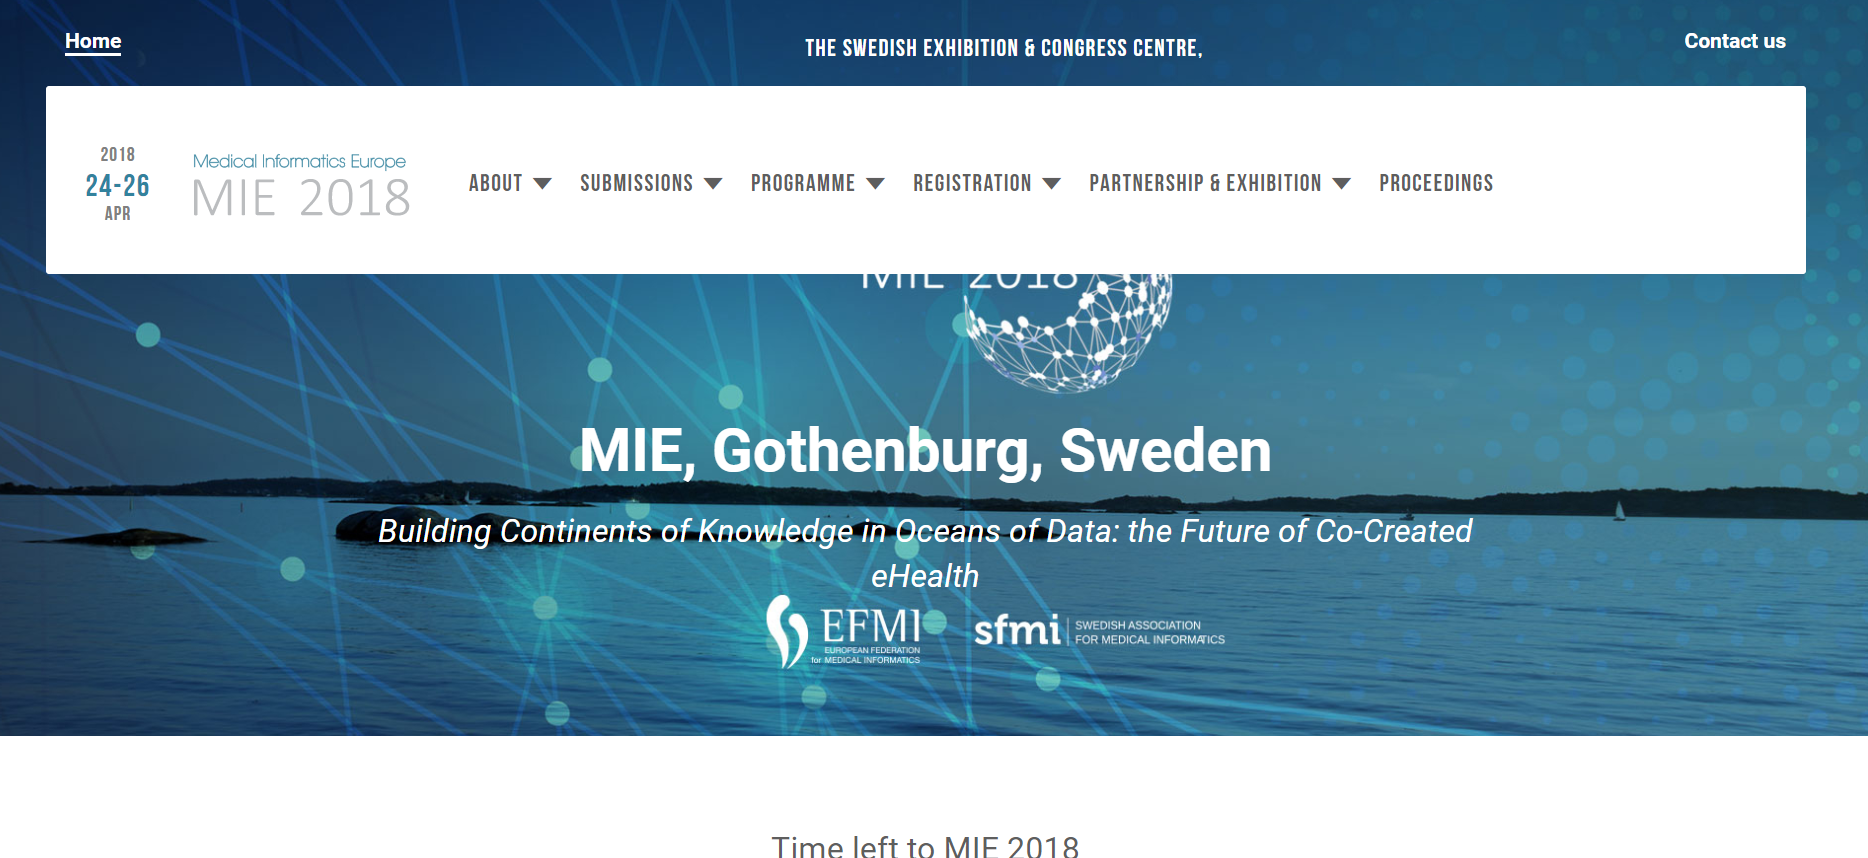 Home
THE SWEDISH EXHIBITION & CONGRESS CENTRE,
Contact us
2018
24-26
APR
Medical Informatics Europe
MIE 2018
ABOUT
SUBMISSIONS
PROGRAMME
REGISTRATION
PARTNERSHIP & EXHIBITION
PROCEEDINGS
MIE 2018
MIE, Gothenburg, Sweden
Building Continents of Knowledge in Oceans of Data: the Future of Co-Created
eHealth
EFMI
EUROPEAN FEDERATION
for MEDICAL INFORMATICS
sfmi
SWEDISH ASSOCIATION
FOR MEDICAL INFORMATICS
Time left to MIE 2018